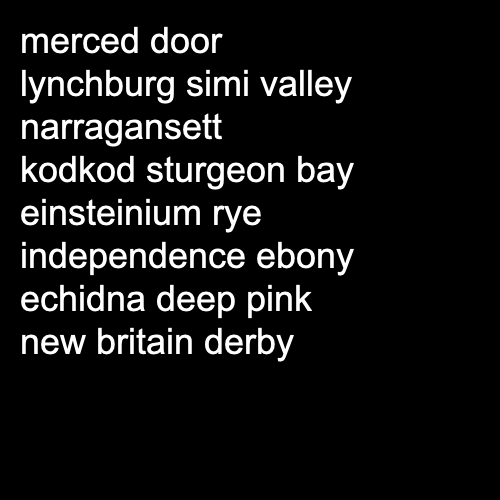 merced door
lynchburg simi valley
narragansett
kodkod sturgeon bay
einsteinium rye
independence ebony
echidna deep pink
new britain derby